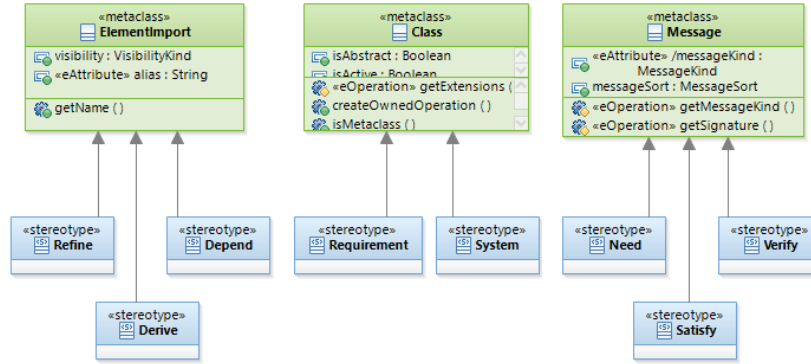 «metaclass»
ElementImport
visibility : VisibilityKind
«eAttribute» alias : String
getName ( )
«metaclass»
Class
isAbstract : Boolean
isActive : Boolean
«eOperation» getExtensions (
createOwnedOperation ( )
isMetaclass ( )
«metaclass»
Message
«eAttribute» /messageKind :
MessageKind
messageSort : MessageSort
«eOperation» getMessageKind ( )
«eOperation» getSignature ( )
«stereotype»
Refine
«stereotype»
Depend
«stereotype»
Requirement
«stereotype»
System
«stereotype»
Need
«stereotype»
Verify
«stereotype»
Derive
«stereotype»
Satisfy